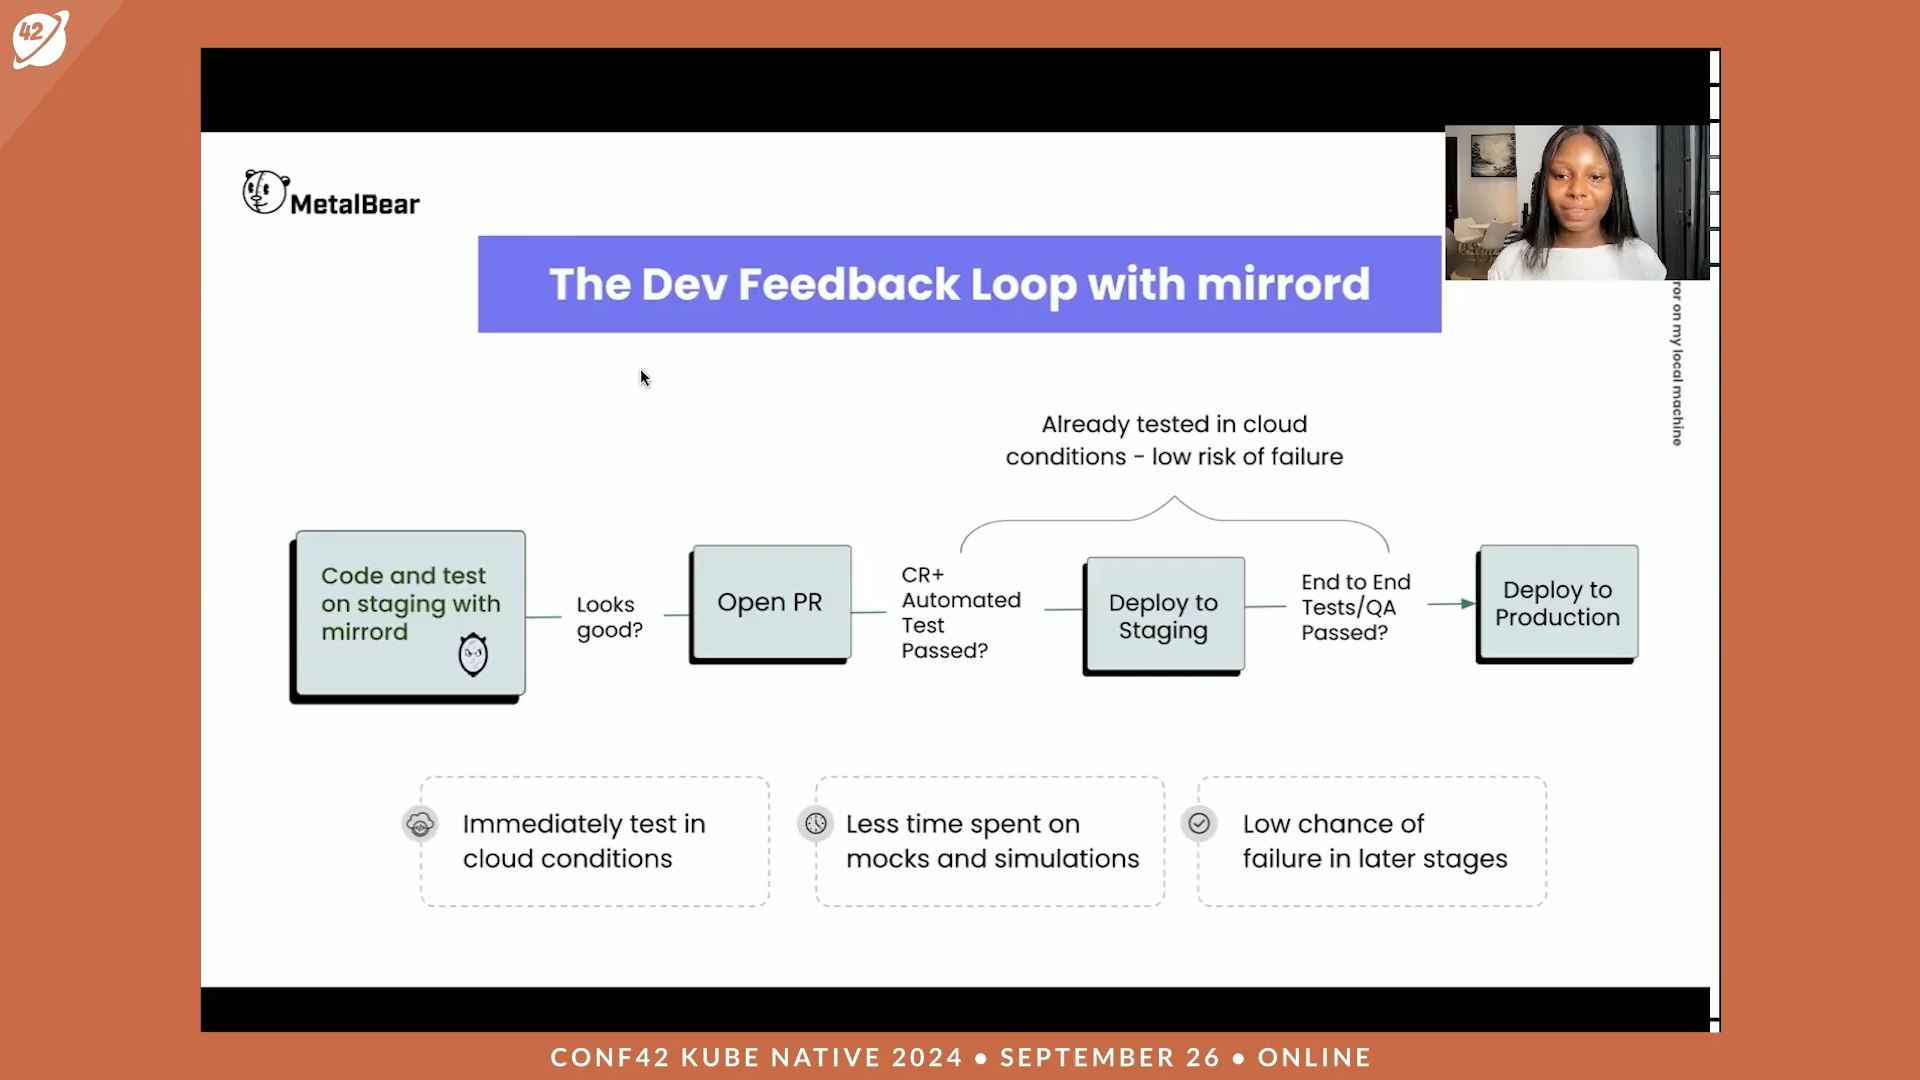 42
MetalBear
The Dev Feedback Loop with mirrord
ror on my local machine
Already tested in cloud
conditions - low risk of failure
Code and test
on staging with
mirrord
Looks
good?
Open PR
CR+
Automated
Test
Passed?
Deploy to
Staging
End to End
Tests/QA
Passed?
Deploy to
Production
Immediately test in
cloud conditions
Less time spent on
mocks and simulations
Low chance of
failure in later stages
CONF42 KUBE NATIVE 2024 ● SEPTEMBER 26 ● ONLINE